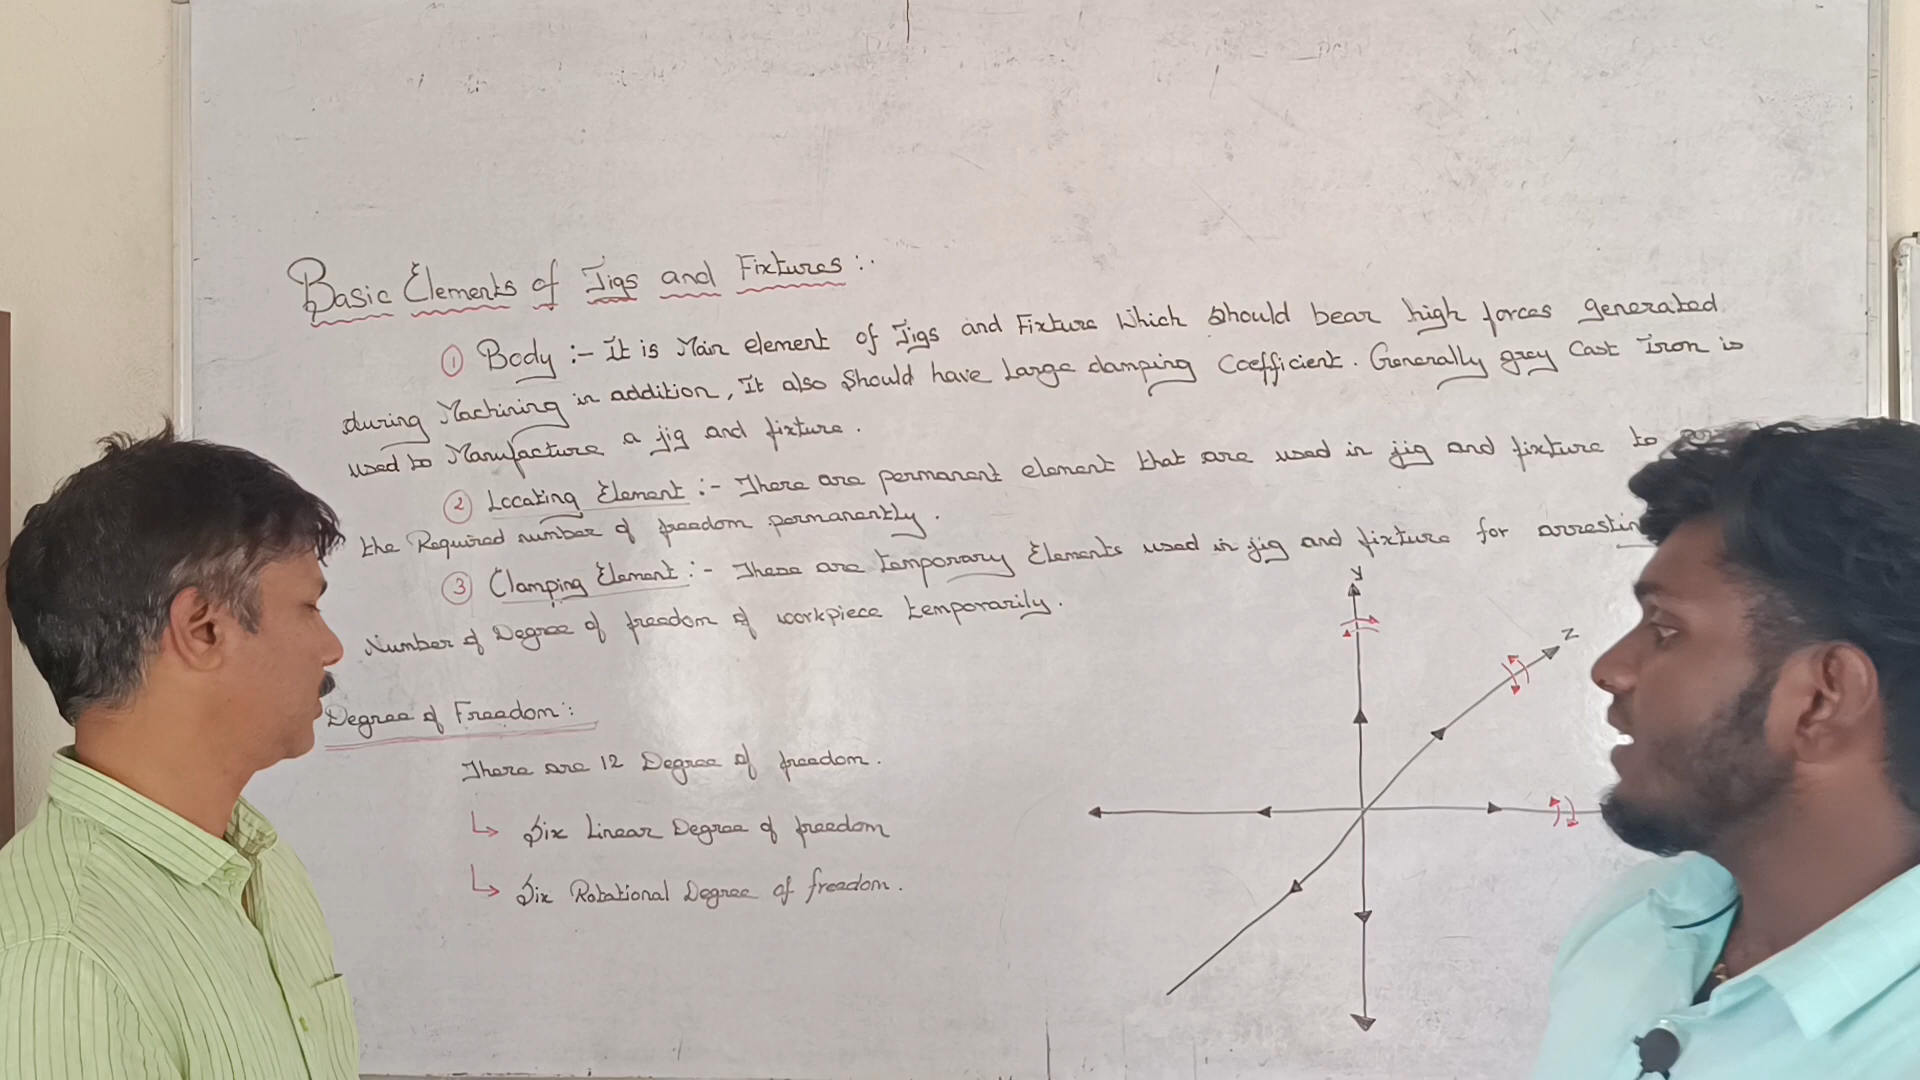 Basic Elements of Jigs and Fixtures :-
① Body :- It is Main element of Jigs and Fixture Which should bear high forces generated
during Machining in addition, It also should have Large damping Coefficient. Generally grey Cast Iron is
used to Manufacture a jig and fixture.
② Locating Element :- There are permanent element that are used in jig and fixture to
the Required number of freedom permanently.
③ Clamping Element :- These are temporary Elements used in jig and fixture for
Number of Degree of freedom of workpiece temporarily.
y
z
Degree of Freedom :
There are 12 Degree of freedom.
Six Linear Degree of freedom
Six Rotational Degree of freedom.